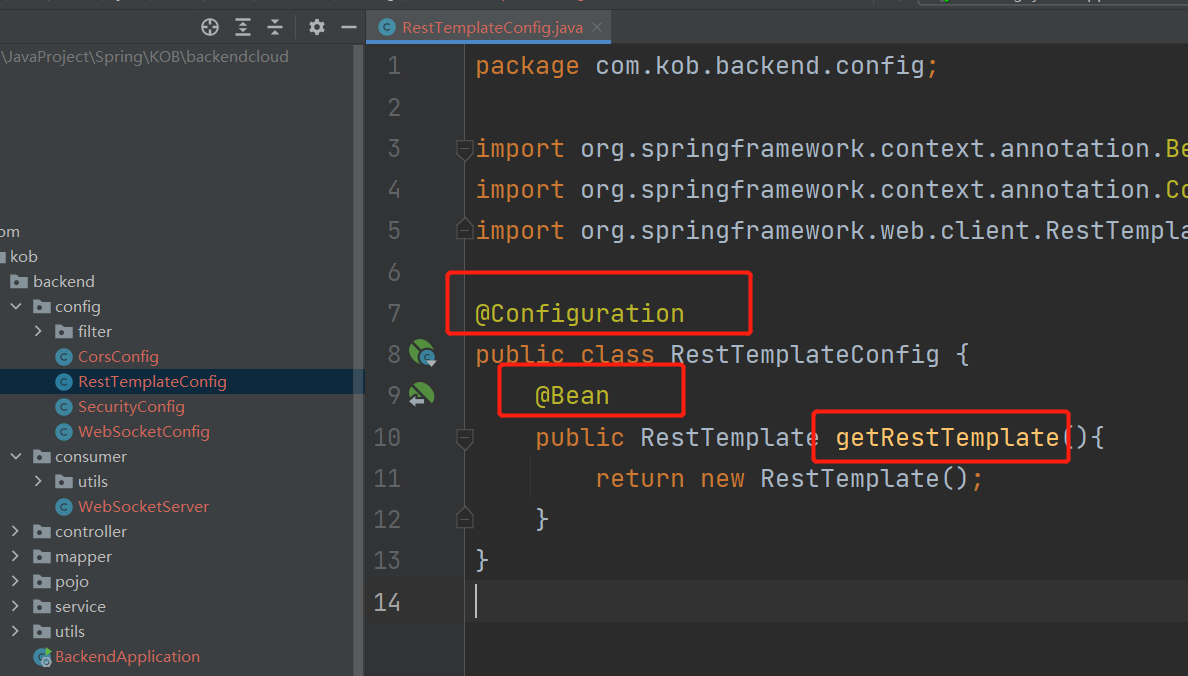 \JavaProject\Spring\KOB\backendcloud
om
kob
backend
config
filter
CorsConfig
RestTemplateConfig
SecurityConfig
WebSocketConfig
consumer
utils
WebSocketServer
controller
mapper
pojo
service
utils
BackendApplication
RestTemplateConfig.java
1 package com.kob.backend.config;
2
3 import org.springframework.context.annotation.Be
4 import org.springframework.context.annotation.Co
5 import org.springframework.web.client.RestTempla
6
7 @Configuration
8 public class RestTemplateConfig {
9 @Bean
10 public RestTemplate getRestTemplate(){
11 return new RestTemplate();
12 }
13 }
14